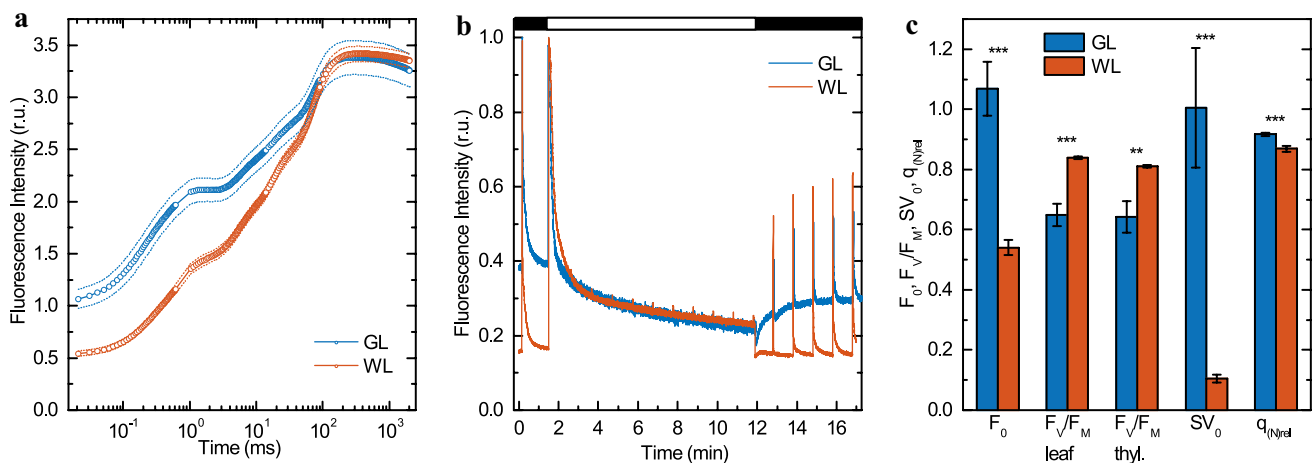 a
Fluorescence Intensity (r.u.)
3.5
3.0
2.5
2.0
1.5
1.0
0.5
0.0
GL
WL
10⁻¹ 10⁰ 10¹ 10² 10³
Time (ms)
b
Fluorescence Intensity (r.u.)
1.0
0.8
0.6
0.4
0.2
0.0
GL
WL
0 2 4 6 8 10 12 14 16
Time (min)
c
F₀, Fᵥ/F_M, SV₀, q₍N₎rel
1.2
1.0
0.8
0.6
0.4
0.2
0.0
GL
WL
*** *** ** *** ***
F₀ Fᵥ/F_M Fᵥ/F_M SV₀ q₍N₎rel
leaf thyl.